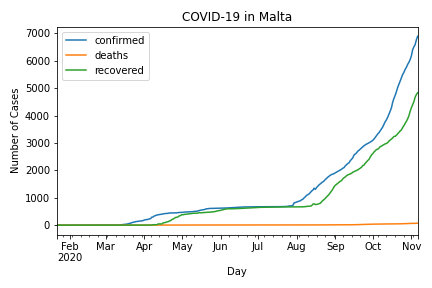 COVID-19 in Malta
confirmed
deaths
recovered
Number of Cases
7000
6000
5000
4000
3000
2000
1000
0
Feb Mar Apr May Jun Jul Aug Sep Oct Nov
2020
Day